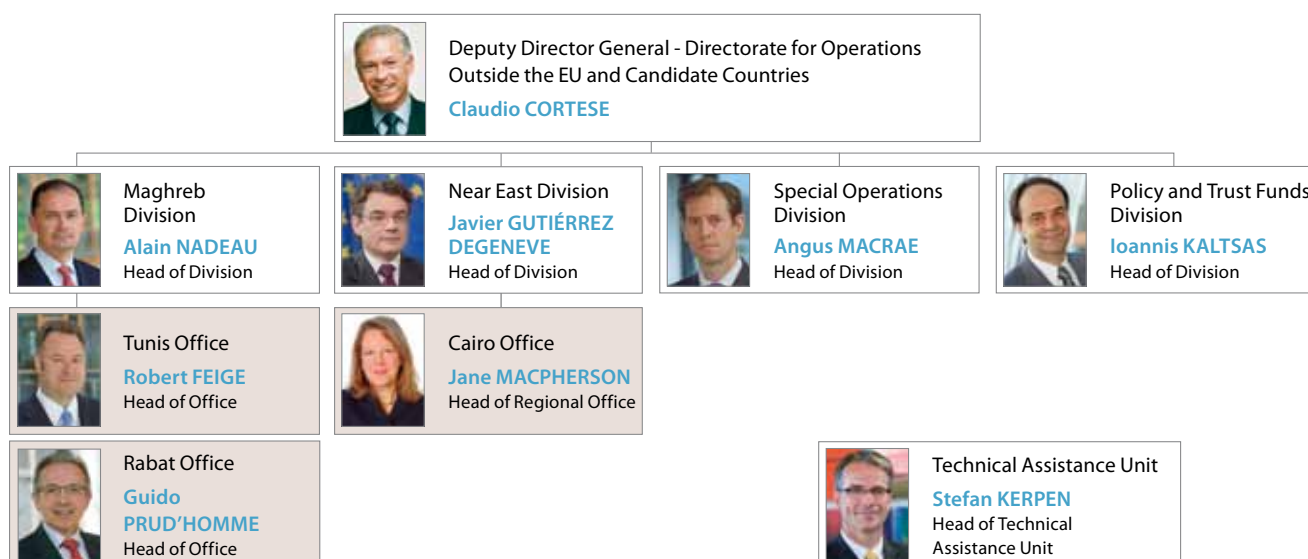 Deputy Director General - Directorate for Operations
Outside the EU and Candidate Countries
Claudio CORTESE
Maghreb
Division
Alain NADEAU
Head of Division
Near East Division
Javier GUTIÉRREZ
DEGENEVE
Head of Division
Special Operations
Division
Angus MACRAE
Head of Division
Policy and Trust Funds
Division
Ioannis KALTSAS
Head of Division
Tunis Office
Robert FEIGE
Head of Office
Cairo Office
Jane MACPHERSON
Head of Regional Office
Rabat Office
Guido
PRUD’HOMME
Head of Office
Technical Assistance Unit
Stefan KERPEN
Head of Technical
Assistance Unit